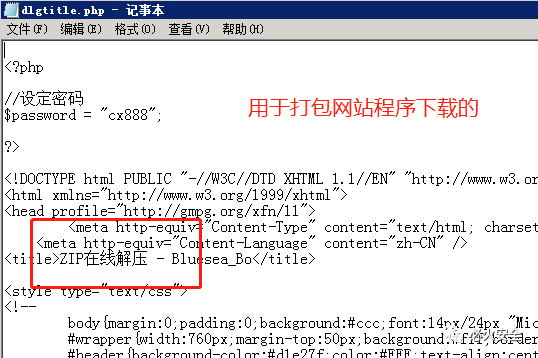 dlgtitle.php - 记事本
文件(F) 编辑(E) 格式(O) 查看(V) 帮助(H)
<?php
//设定密码
$password = "cx888";
用于打包网站程序下载的
?>
<!DOCTYPE html PUBLIC "-//W3C//DTD XHTML 1.1//EN" "http://www.w3.o
<html xmlns="http://www.w3.org/1999/xhtml">
<head profile="http://gmpg.org/xfn/11">
<meta http-equiv="Content-Type" content="text/html; charset
<meta http-equiv="Content-Language" content="zh-CN" />
<title>ZIP在线解压 - Bluesea_Bo</title>
<style type="text/css">
<!--
body{margin:0;padding:0;background:#ccc;font:14px/24px "Mic
#wrapper{width:760px;margin-top:50px;background:#fff;border
#header{background-color:#d1e27f;color:#FFF;text-align:cent